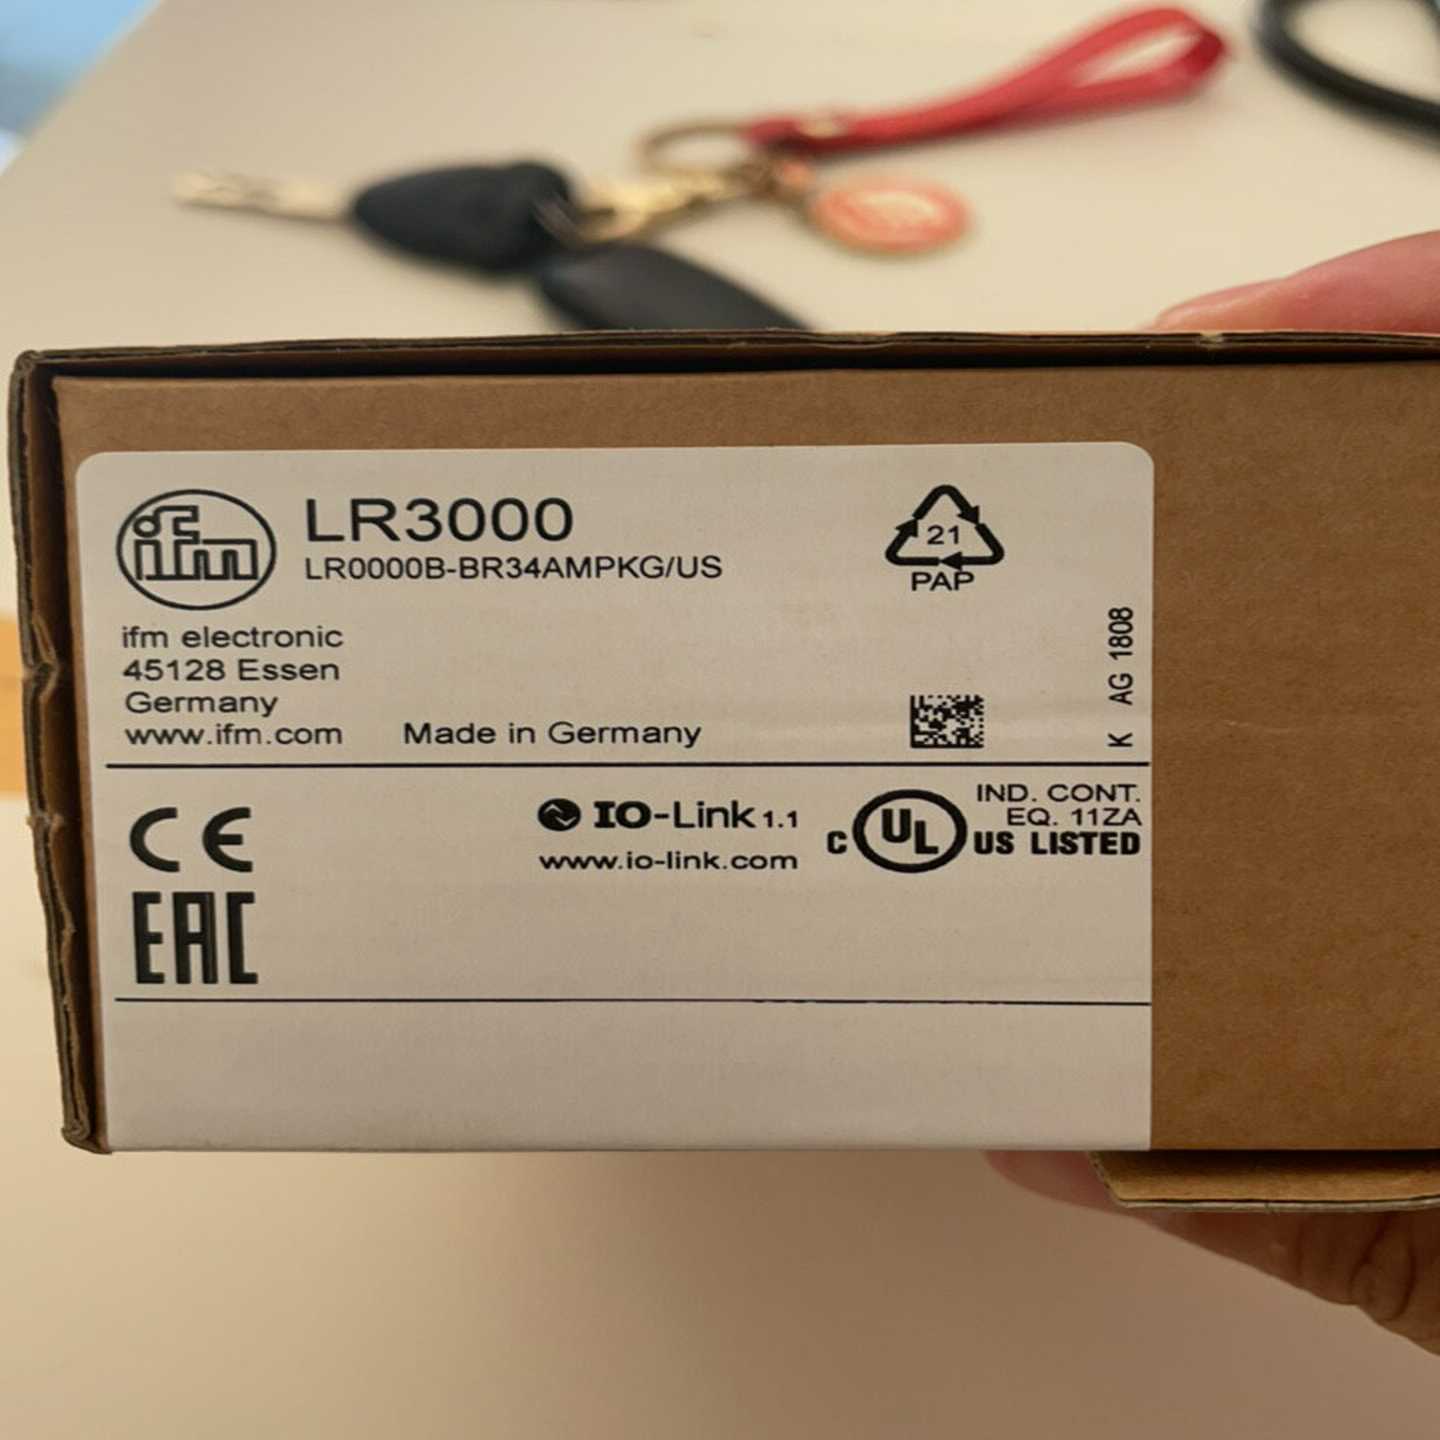 ifm
LR3000
LR0000B-BR34AMPKG/US
21
PAP
ifm electronic
45128 Essen
Germany
www.ifm.com
Made in Germany
K AG 1808
CE
IO-Link 1.1
www.io-link.com
C UL US LISTED
IND. CONT.
EQ. 11ZA
EAC